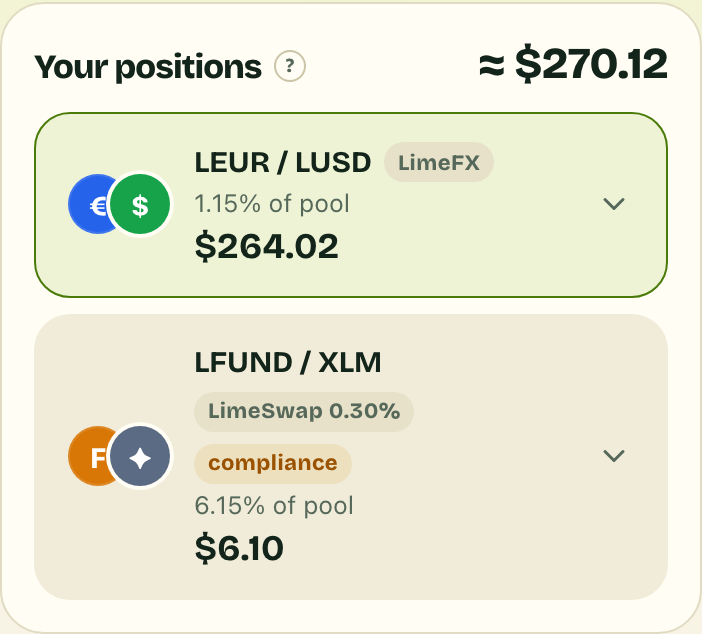 Your positions ? ≈ $270.12
LEUR / LUSD LimeFX
€ $
1.15% of pool
$264.02
LFUND / XLM
LimeSwap 0.30%
F
compliance
6.15% of pool
$6.10